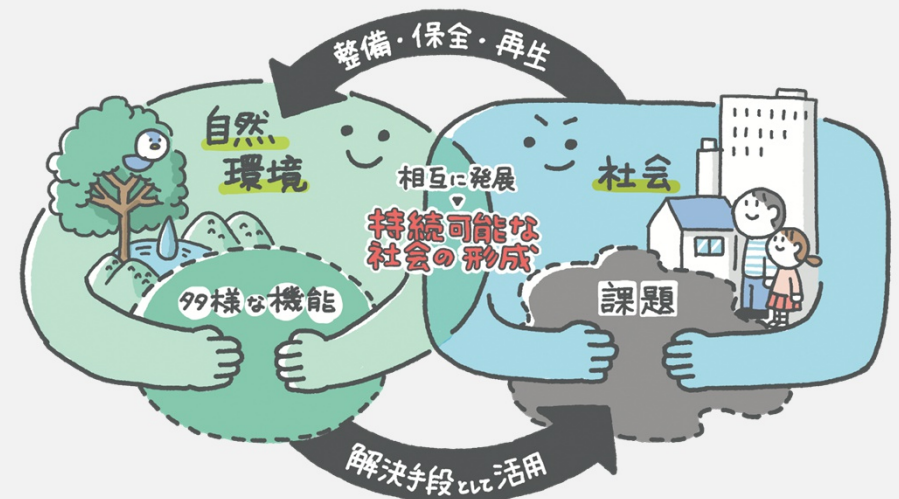 整備・保全・再生
自然
環境
相互に発展
▼
持続可能な
社会の形成
社会
多様な機能
課題
解決手段として活用